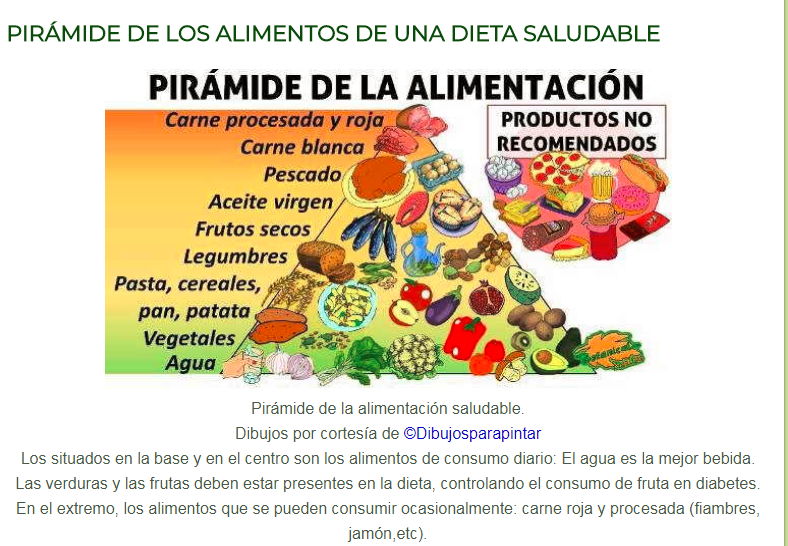 PIRÁMIDE DE LOS ALIMENTOS DE UNA DIETA SALUDABLE
PIRÁMIDE DE LA ALIMENTACIÓN
Carne procesada y roja
Carne blanca
Pescado
Aceite virgen
Frutos secos
Legumbres
Pasta, cereales,
pan, patata
Vegetales
Agua
PRODUCTOS NO
RECOMENDADOS
Pirámide de la alimentación saludable.
Dibujos por cortesía de ©Dibujosparapintar
Los situados en la base y en el centro son los alimentos de consumo diario: El agua es la mejor bebida.
Las verduras y las frutas deben estar presentes en la dieta, controlando el consumo de fruta en diabetes.
En el extremo, los alimentos que se pueden consumir ocasionalmente: carne roja y procesada (fiambres,
jamón,etc).